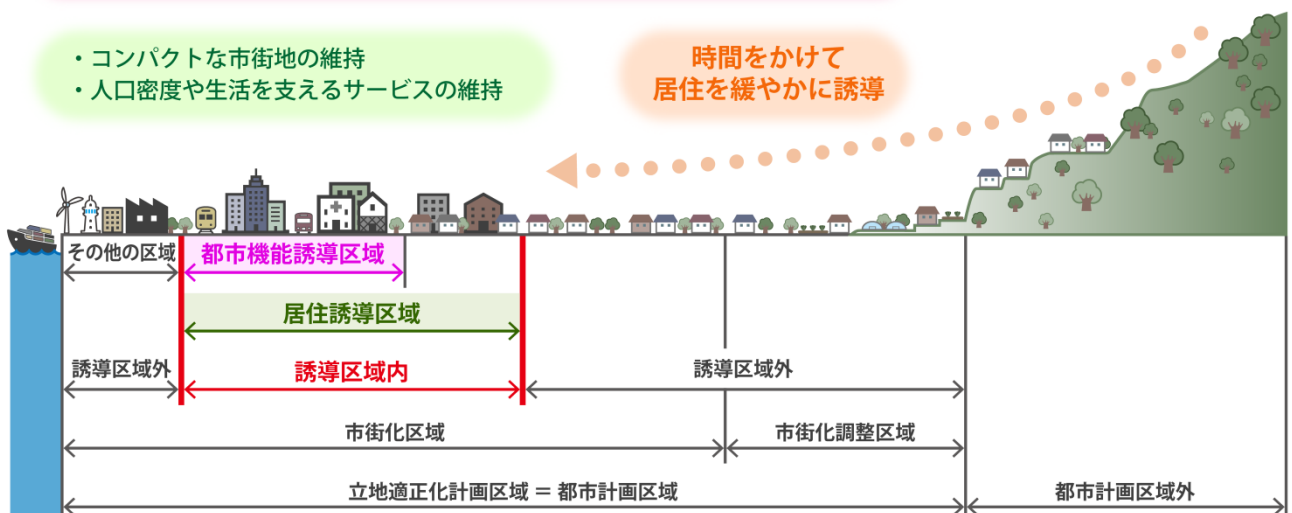 ・コンパクトな市街地の維持
・人口密度や生活を支えるサービスの維持
時間をかけて
居住を緩やかに誘導
その他の区域
都市機能誘導区域
居住誘導区域
誘導区域外
誘導区域内
誘導区域外
市街化区域
市街化調整区域
立地適正化計画区域 = 都市計画区域
都市計画区域外